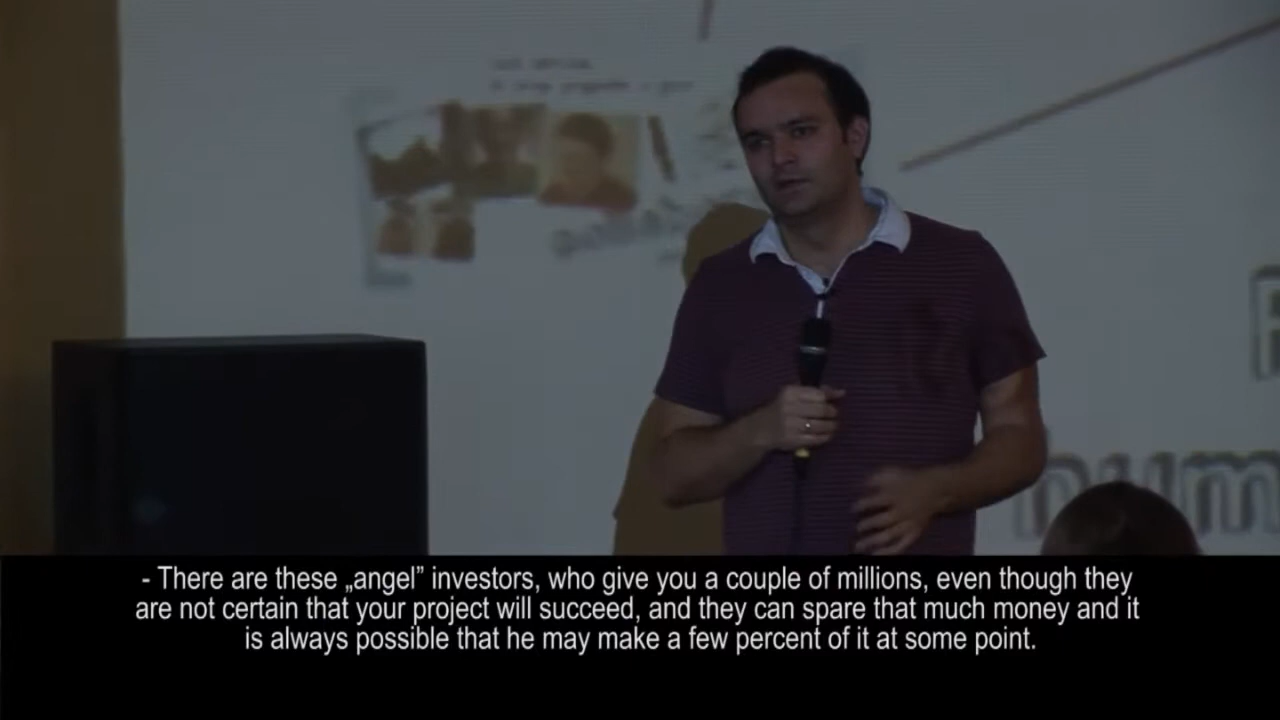 num
- There are these „angel” investors, who give you a couple of millions, even though they
are not certain that your project will succeed, and they can spare that much money and it
is always possible that he may make a few percent of it at some point.